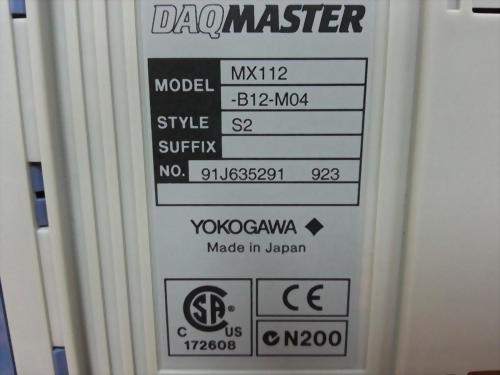 DAQMASTER
MODEL MX112
-B12-M04
STYLE S2
SUFFIX
NO. 91J635291 923
YOKOGAWA
Made in Japan
CSA
C US
172608
CE
N200